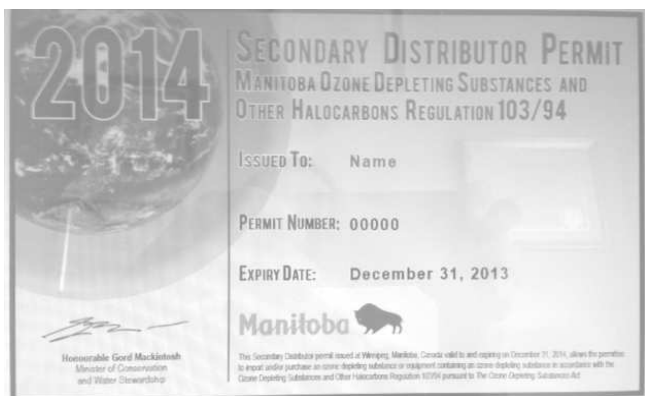 2014
SECONDARY DISTRIBUTOR PERMIT
MANITOBA OZONE DEPLETING SUBSTANCES AND
OTHER HALOCARBONS REGULATION 103/94
ISSUED TO: Name
PERMIT NUMBER: 00000
EXPIRY DATE: December 31, 2013
Manitoba
Honourable Gord Mackintosh
Minister of Conservation
and Water Stewardship
This Secondary Distributor permit issued at Winnipeg, Manitoba, Canada valid to and expiring on December 31, 2014, allows the permittee
to import and/or purchase an ozone depleting substance or equipment containing an ozone depleting substance in accordance with the
Ozone Depleting Substances and Other Halocarbons Regulation 103/94 pursuant to The Ozone Depleting Substances Act